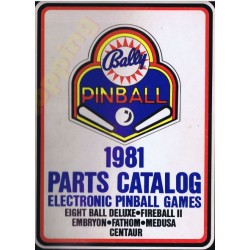 Bally
PINBALL
1981
PARTS CATALOG
ELECTRONIC PINBALL GAMES
EIGHT BALL DELUXE•FIREBALL II
EMBRYON•FATHOM•MEDUSA
CENTAUR